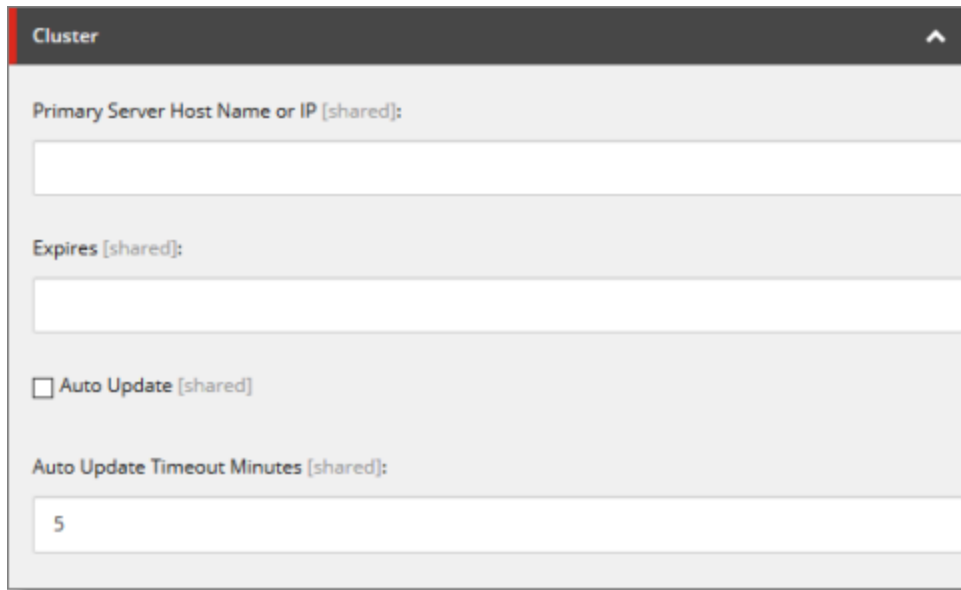 Cluster
Primary Server Host Name or IP [shared]:
Expires [shared]:
Auto Update [shared]
Auto Update Timeout Minutes [shared]:
5